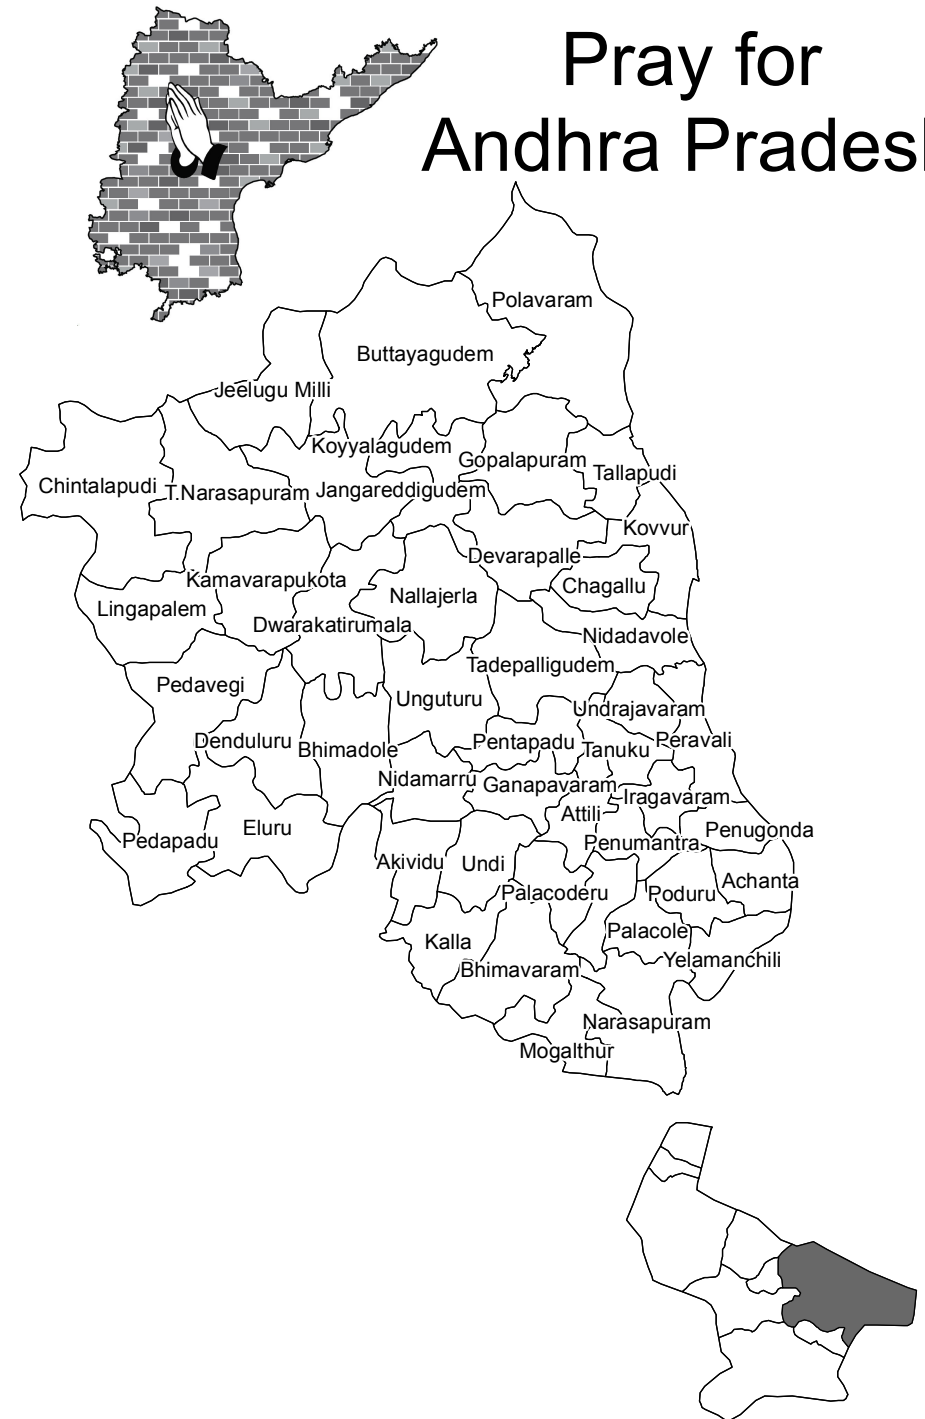 Pray for
Andhra Pradesh
Polavaram
Buttayagudem
Jeelugu Milli
Koyyalagudem
Gopalapuram
Tallapudi
Chintalapudi
T.Narasapuram
Jangareddigudem
Kovvur
Devarapalle
Kamavarapukota
Chagallu
Nallajerla
Lingapalem
Dwarakatirumala
Nidadavole
Tadepalligudem
Pedavegi
Unguturu
Undrajavaram
Denduluru
Bhimadole
Pentapadu
Tanuku
Peravali
Nidamarru
Ganapavaram
Iragavaram
Attili
Eluru
Penugonda
Pedapadu
Penumantra
Akividu
Undi
Achanta
Palacoderu
Poduru
Palacole
Kalla
Yelamanchili
Bhimavaram
Narasapuram
Mogalthur